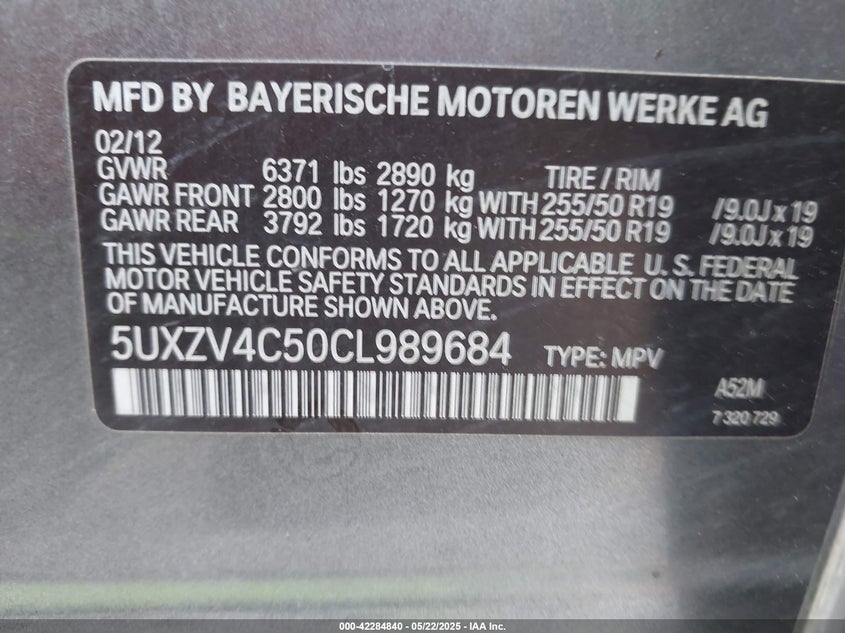 MFD BY BAYERISCHE MOTOREN WERKE AG
02/12
GVWR 6371 lbs 2890 kg TIRE / RIM
GAWR FRONT 2800 lbs 1270 kg WITH 255/50 R19 /9.0J x 19
GAWR REAR 3792 lbs 1720 kg WITH 255/50 R19 /9.0J x 19
THIS VEHICLE CONFORMS TO ALL APPLICABLE U. S. FEDERAL
MOTOR VEHICLE SAFETY STANDARDS IN EFFECT ON THE DATE
OF MANUFACTURE SHOWN ABOVE.
5UXZV4C50CL989684 TYPE: MPV
A52M
7 320 729
000-42284840 — 05/22/2025 — IAA Inc.